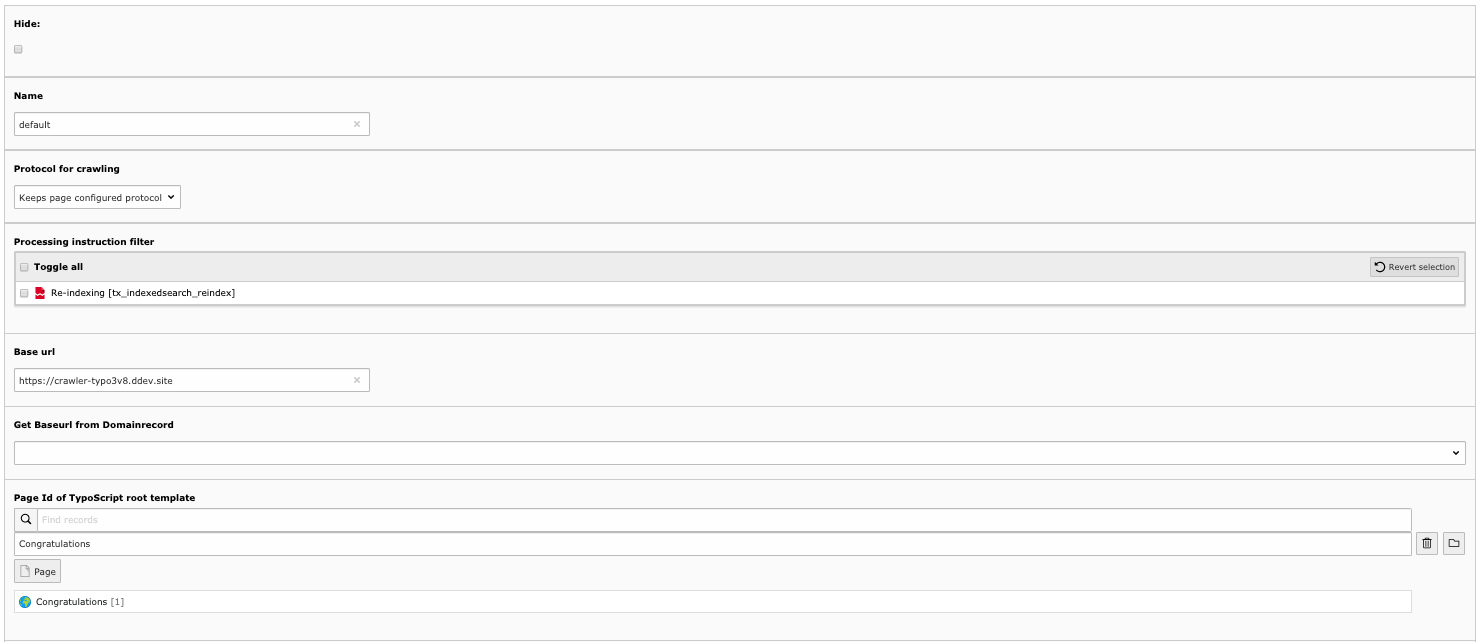 Hide:
Name
default
Protocol for crawling
Keeps page configured protocol
Processing instruction filter
Toggle all
Revert selection
Re-indexing [tx_indexedsearch_reindex]
Base url
https://crawler-typo3v8.ddev.site
Get Baseurl from Domainrecord
Page Id of TypoScript root template
Find records
Congratulations
Page
Congratulations [1]